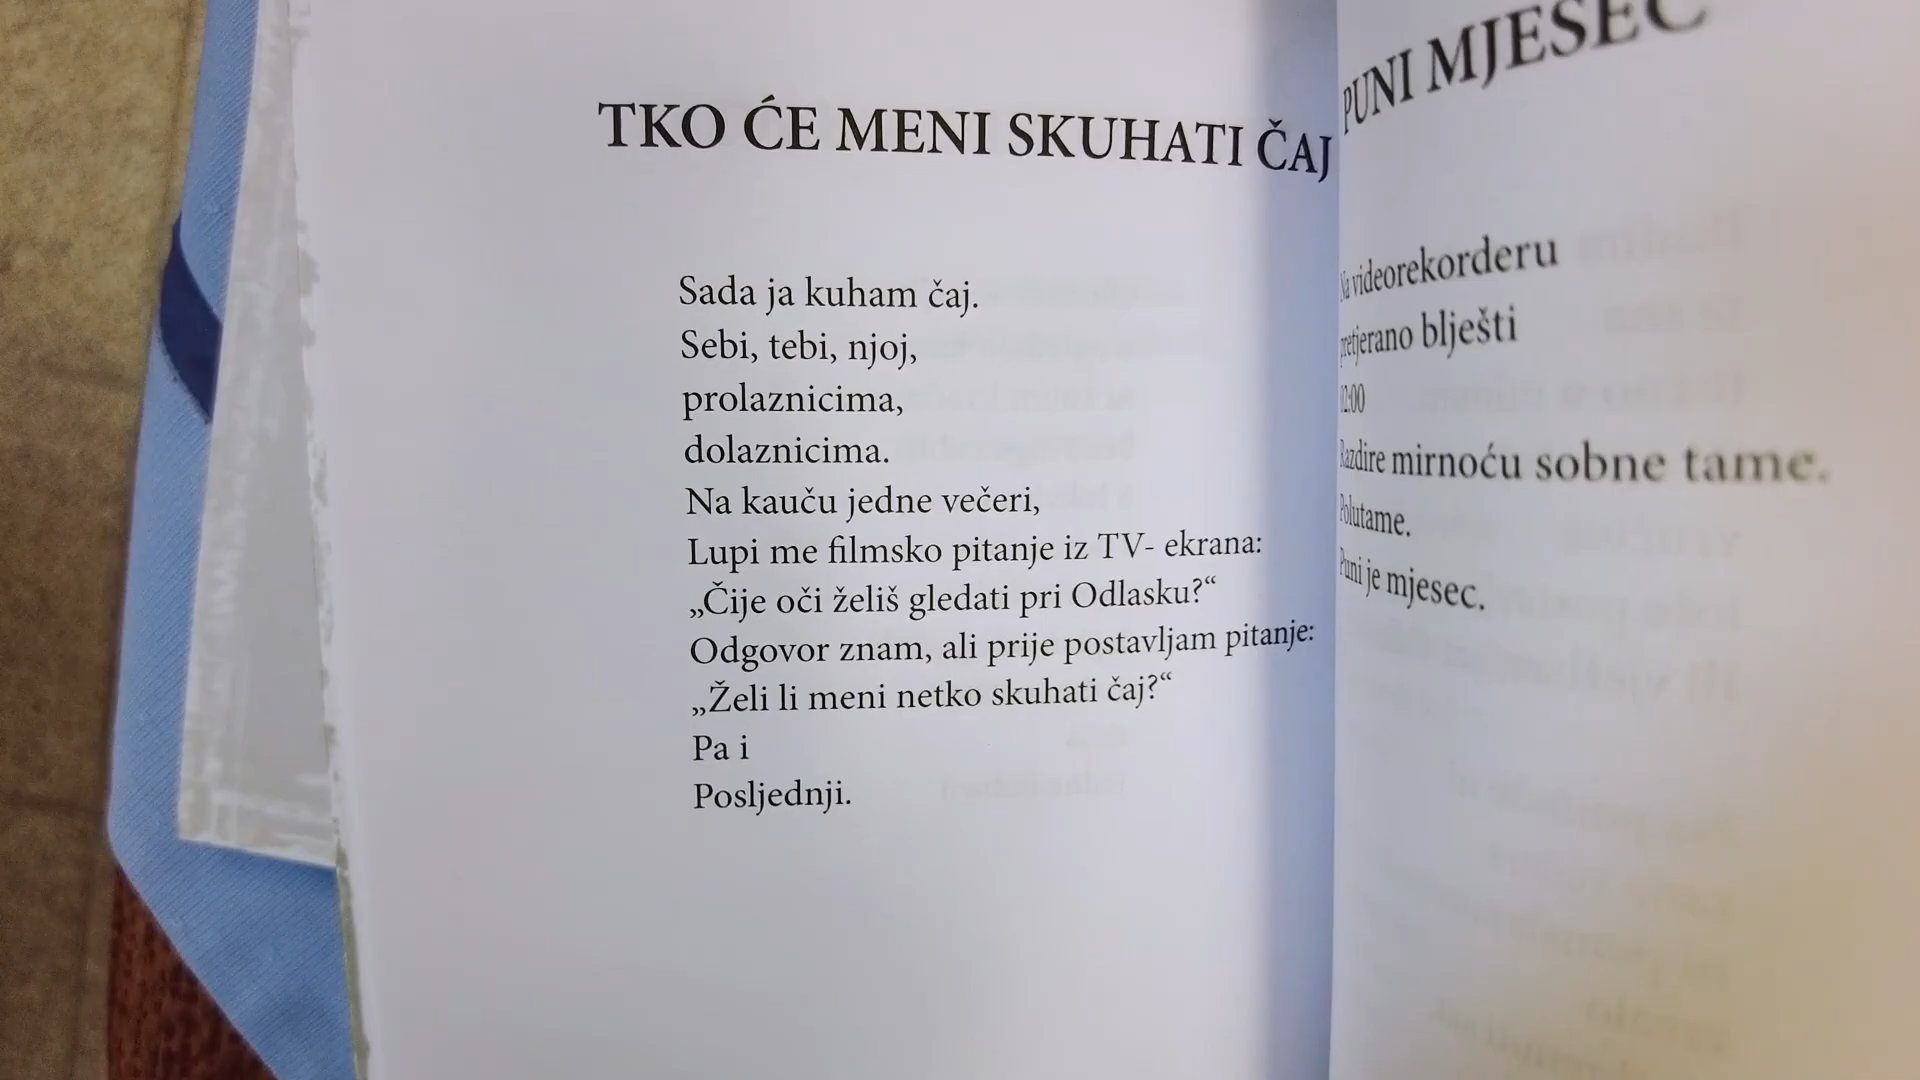 TKO ĆE MENI SKUHATI ČAJ
Sada ja kuham čaj.
Sebi, tebi, njoj,
prolaznicima,
dolaznicima.
Na kauču jedne večeri,
Lupi me filmsko pitanje iz TV- ekrana:
„Čije oči želiš gledati pri Odlasku?“
Odgovor znam, ali prije postavljam pitanje:
„Želi li meni netko skuhati čaj?“
Pa i
Posljednji.
PUNI MJESEC
Na videorekorderu
pretjerano blješti
02:00
Razdire mirnoću sobne tame.
Polutame.
Puni je mjesec.